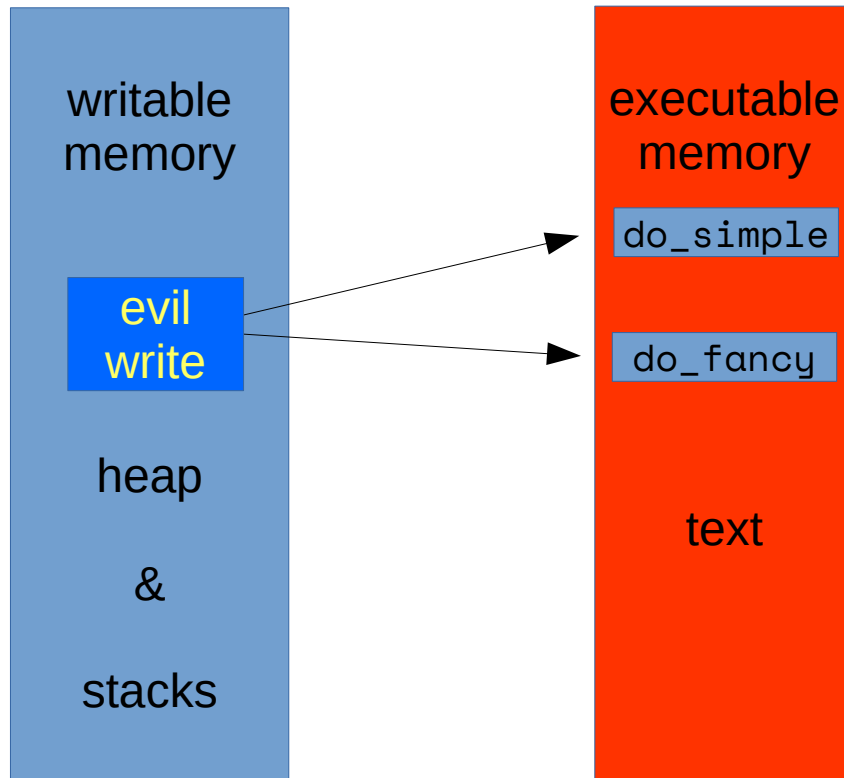 writable
memory
evil
write
heap
&
stacks
executable
memory
do_simple
do_fancy
text